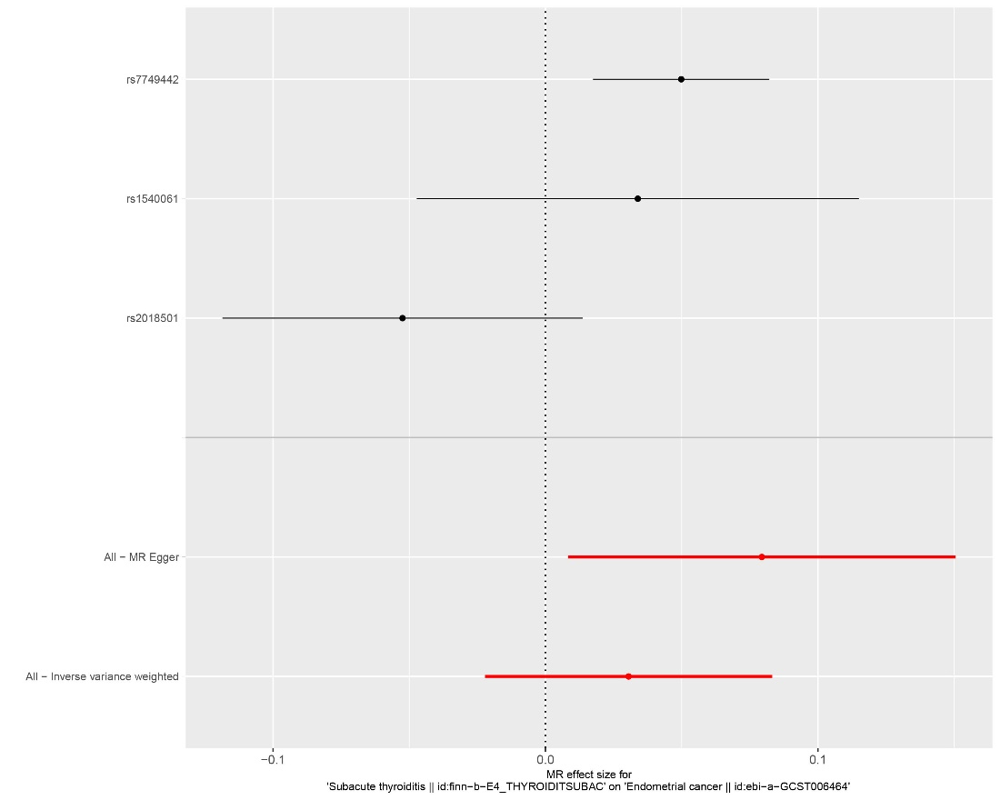 rs7749442
rs1540061
rs2018501
All − MR Egger
All − Inverse variance weighted
−0.1 0.0 0.1
MR effect size for
'Subacute thyroiditis || id:finn−b−E4_THYROIDITSUBAC' on 'Endometrial cancer || id:ebi−a−GCST006464'